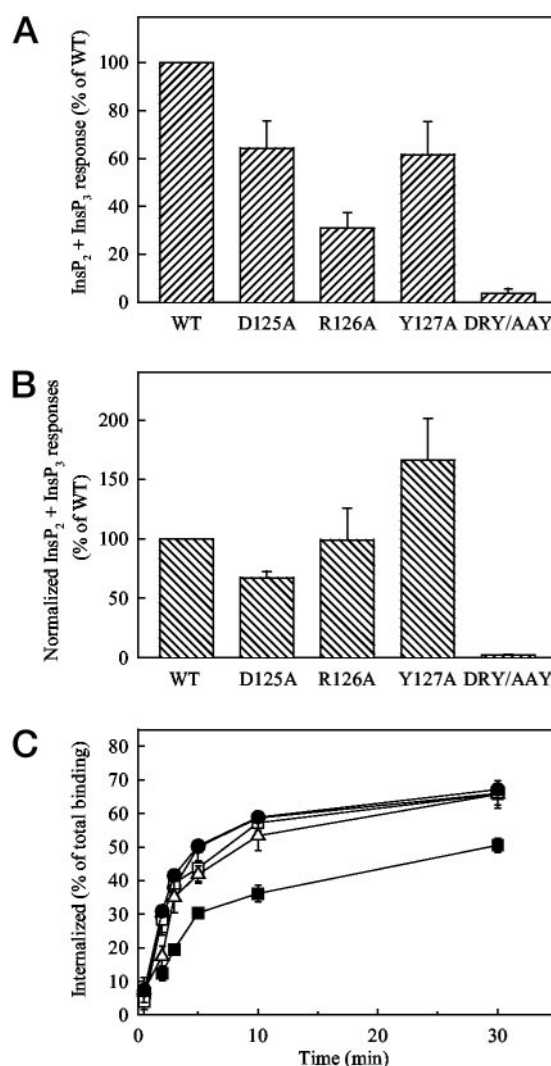 A
InsP2 + InsP3 response (% of WT)
100
80
60
40
20
0
WT D125A R126A Y127A DRY/AAY
B
Normalized InsP2 + InsP3 responses
(% of WT)
200
150
100
50
0
WT D125A R126A Y127A DRY/AAY
C
Internalized (% of total binding)
80
70
60
50
40
30
20
10
0
0 10 20 30
Time (min)